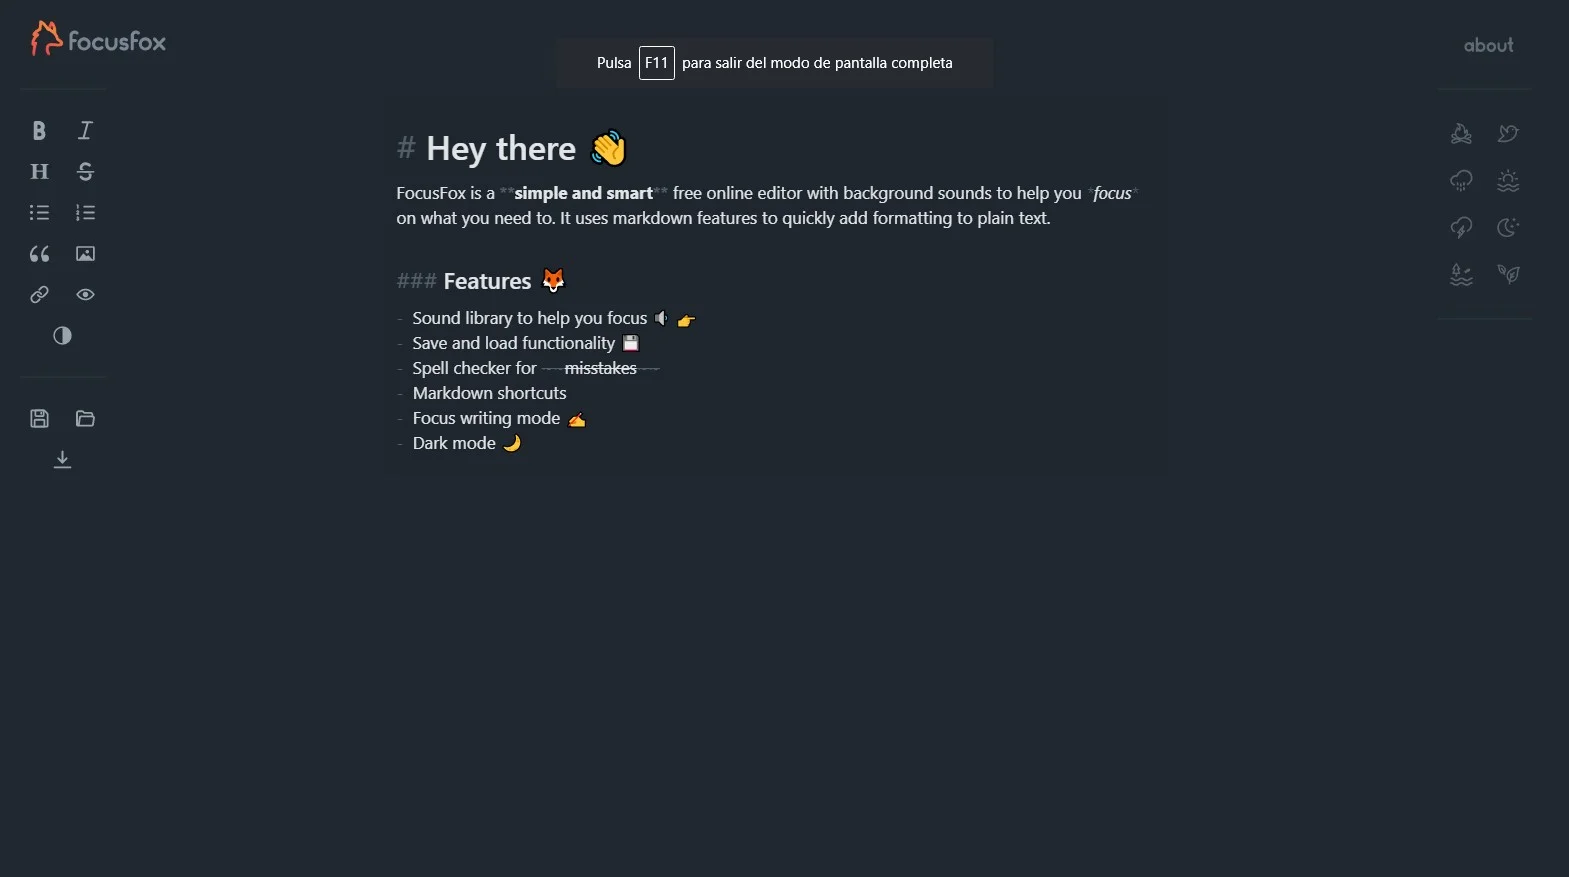 focusfox
about
Pulsa F11 para salir del modo de pantalla completa
# Hey there 👋
FocusFox is a **simple and smart** free online editor with background sounds to help you *focus*
on what you need to. It uses markdown features to quickly add formatting to plain text.
### Features 🦊
- Sound library to help you focus 🔈 👉
- Save and load functionality 💾
- Spell checker for ~~misstakes~~
- Markdown shortcuts
- Focus writing mode ✍
- Dark mode 🌙
B I
H S